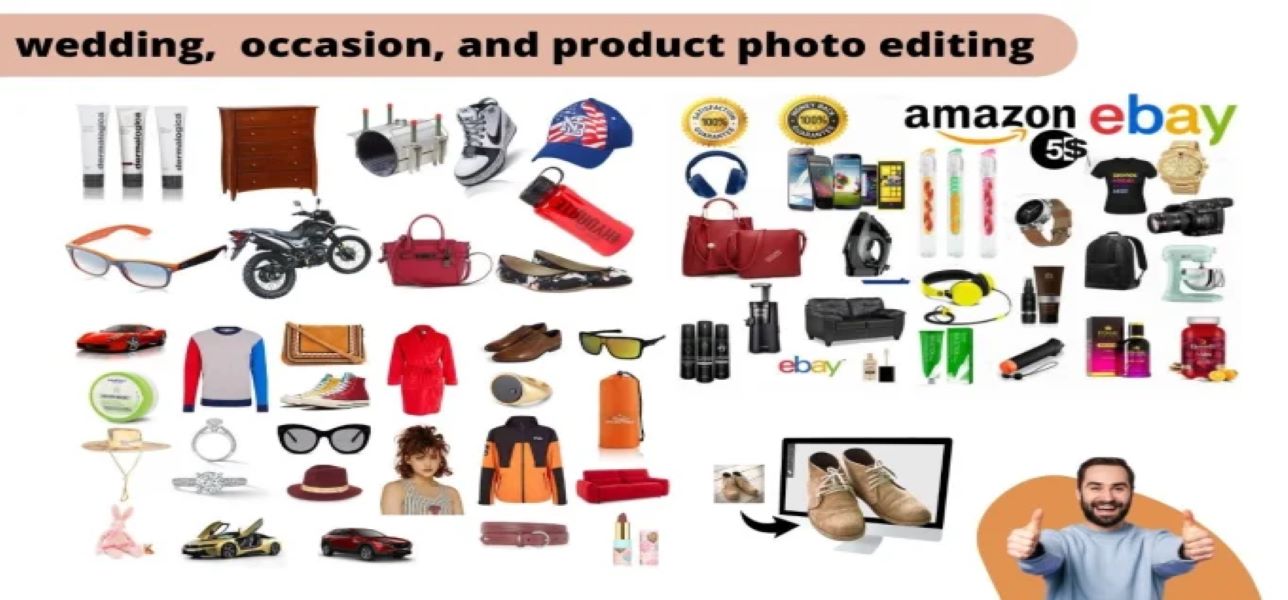 wedding, occasion, and product photo editing
SATISFACTION
100%
GUARANTEE
MONEY BACK
100%
GUARANTEE
amazon ebay
5$
dermalogica dermalogica dermalogica
ebay